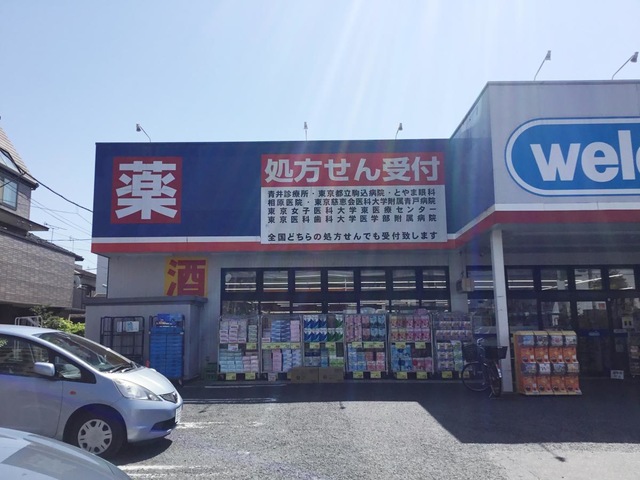 薬
処方せん受付
青井診療所・東京都立駒込病院・とやま眼科
相原医院・東京慈恵会医科大学附属青戸病院
東京女子医科大学東医療センター
東京医科歯科大学医学部附属病院
全国どちらの処方せんでも受付致します
welc
酒